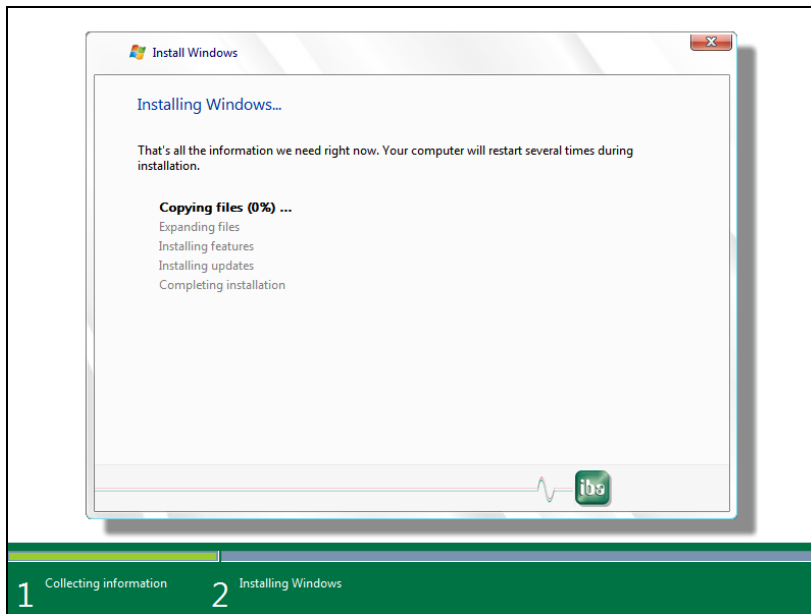 Install Windows
Installing Windows...
That's all the information we need right now. Your computer will restart several times during
installation.
Copying files (0%) ...
Expanding files
Installing features
Installing updates
Completing installation
iba
1 Collecting information 2 Installing Windows